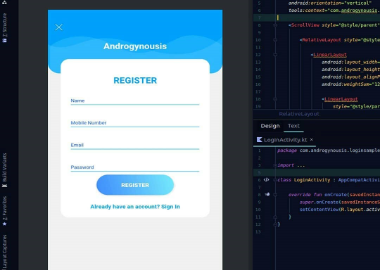 Androgynousis
REGISTER
Name
Mobile Number
Email
Password
REGISTER
Already have an account? Sign in
Z: Structure
Build Variants
2: Favorites
Layout Captures
android:orientation="vertical"
tools:context="com.androgynousis.
<ScrollView style="@style/parent"
<RelativeLayout style="@style
<LinearLayout
android:layout_width=
android:layout_height
android:layout_alignP
android:weightSum="12
<LinearLayout
style="@style/par
RelativeLayout
Design Text
LoginActivity.kt ×
package com.androgynousis.loginsample
import ...
class LoginActivity : AppCompatActivi
override fun onCreate(savedInstanc
super.onCreate(savedInstanceS
setContentView(R.layout.activ
}
}